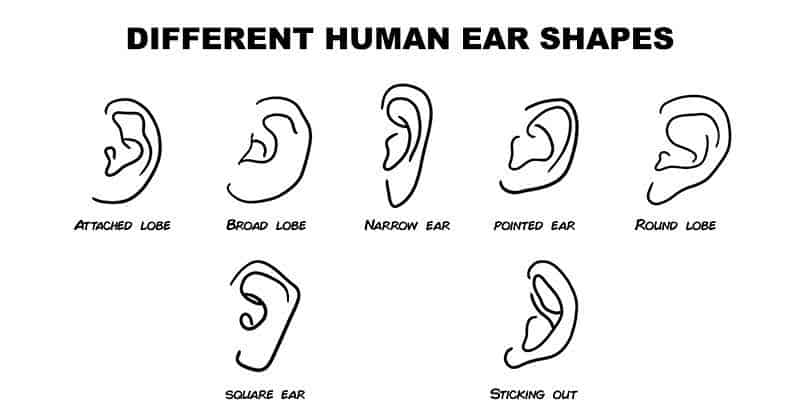 DIFFERENT HUMAN EAR SHAPES
ATTACHED LOBE
BROAD LOBE
NARROW EAR
POINTED EAR
ROUND LOBE
SQUARE EAR
STICKING OUT